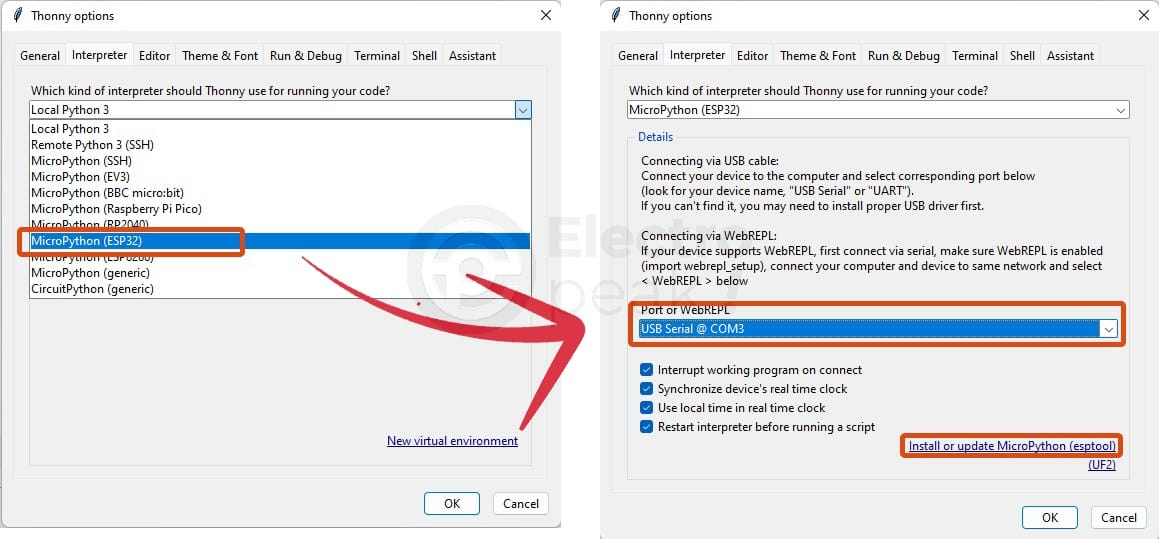 Thonny options
General
Interpreter
Editor
Theme & Font
Run & Debug
Terminal
Shell
Assistant
Which kind of interpreter should Thonny use for running your code?
Local Python 3
Local Python 3
Remote Python 3 (SSH)
MicroPython (SSH)
MicroPython (EV3)
MicroPython (BBC micro:bit)
MicroPython (Raspberry Pi Pico)
MicroPython (RP2040)
MicroPython (ESP32)
MicroPython (ESP8266)
MicroPython (generic)
CircuitPython (generic)
New virtual environment
OK
Cancel
Thonny options
General
Interpreter
Editor
Theme & Font
Run & Debug
Terminal
Shell
Assistant
Which kind of interpreter should Thonny use for running your code?
MicroPython (ESP32)
Details
Connecting via USB cable:
Connect your device to the computer and select corresponding port below
(look for your device name, "USB Serial" or "UART").
If you can't find it, you may need to install proper USB driver first.
Connecting via WebREPL:
If your device supports WebREPL, first connect via serial, make sure WebREPL is enabled
(import webrepl_setup), connect your computer and device to same network and select
< WebREPL > below
Port or WebREPL
USB Serial @ COM3
Interrupt working program on connect
Synchronize device's real time clock
Use local time in real time clock
Restart interpreter before running a script
Install or update MicroPython (esptool)
(UF2)
OK
Cancel
Electro
peak